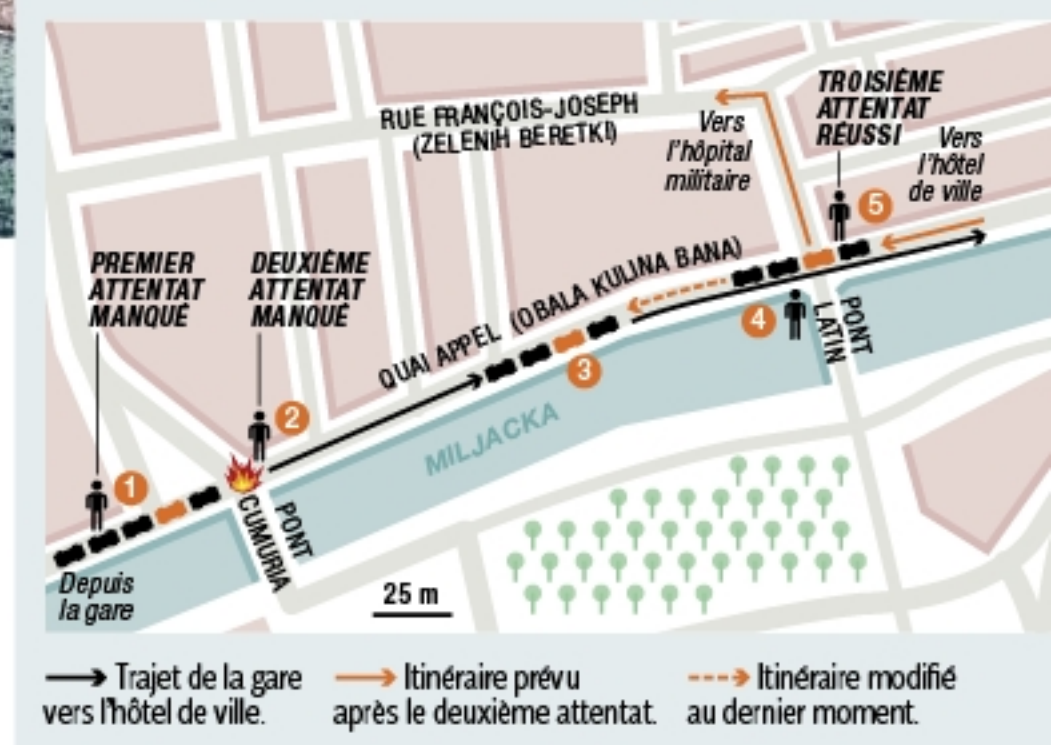 RUE FRANÇOIS-JOSEPH
(ZELENIH BERETKI)
Vers
l'hôpital
militaire
TROISIÈME
ATTENTAT
RÉUSSI
Vers
l'hôtel
de ville
5
PREMIER
ATTENTAT
MANQUÉ
DEUXIÈME
ATTENTAT
MANQUÉ
QUAI APPEL (OBALA KULINA BANA)
4
PONT
LATIN
3
2
MILJACKA
1
PONT
CUMURIA
Depuis
la gare
25 m
Trajet de la gare
vers l'hôtel de ville.
Itinéraire prévu
après le deuxième attentat.
Itinéraire modifié
au dernier moment.